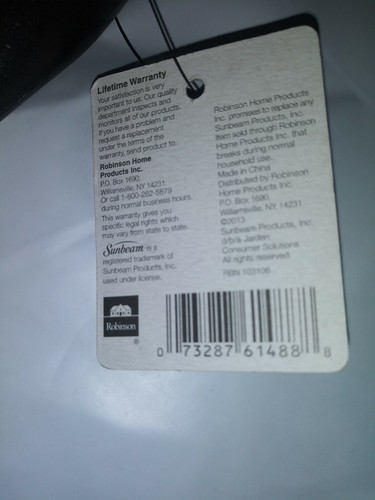 Lifetime Warranty
Your satisfaction is very
important to us. Our quality
department inspects and
monitors all of our products.
If you have a problem and
request a replacement
under the terms of the
warranty, send product to:
Robinson Home
Products Inc.
P.O. Box 1690,
Williamsville, NY 14231.
Or call 1-800-262-5679
during normal business hours.
This warranty gives you
specific legal rights which
may vary from state to state.
Sunbeam is a
registered trademark of
Sunbeam Products, Inc.
used under license.
Robinson
®
Robinson Home Products
Inc. promises to replace any
Sunbeam Products, Inc.
item sold through Robinson
Home Products Inc. that
breaks during normal
household use.
Made in China
Distributed by Robinson
Home Products Inc.
P.O. Box 1690,
Williamsville, NY 14231
©2013
Sunbeam Products, Inc.
d/b/a Jarden
Consumer Solutions
All rights reserved.
RBN 103106
0 73287 61488 8